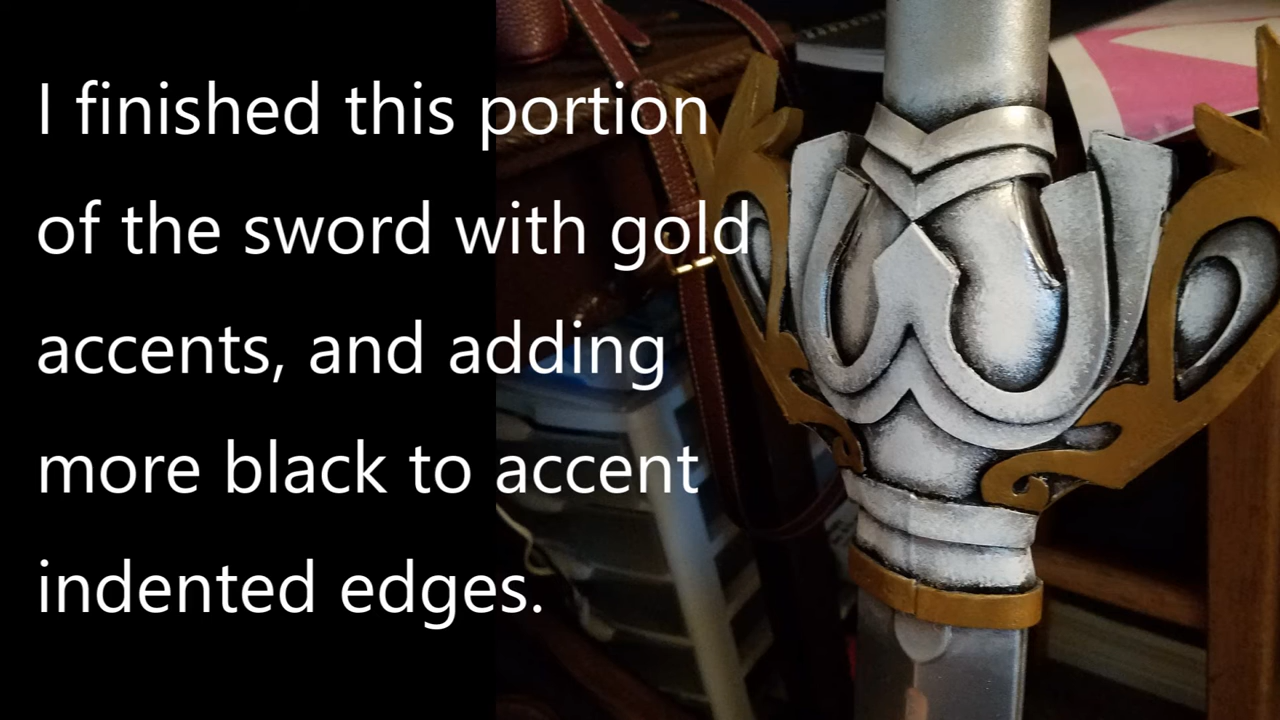 I finished this portion
of the sword with gold
accents, and adding
more black to accent
indented edges.